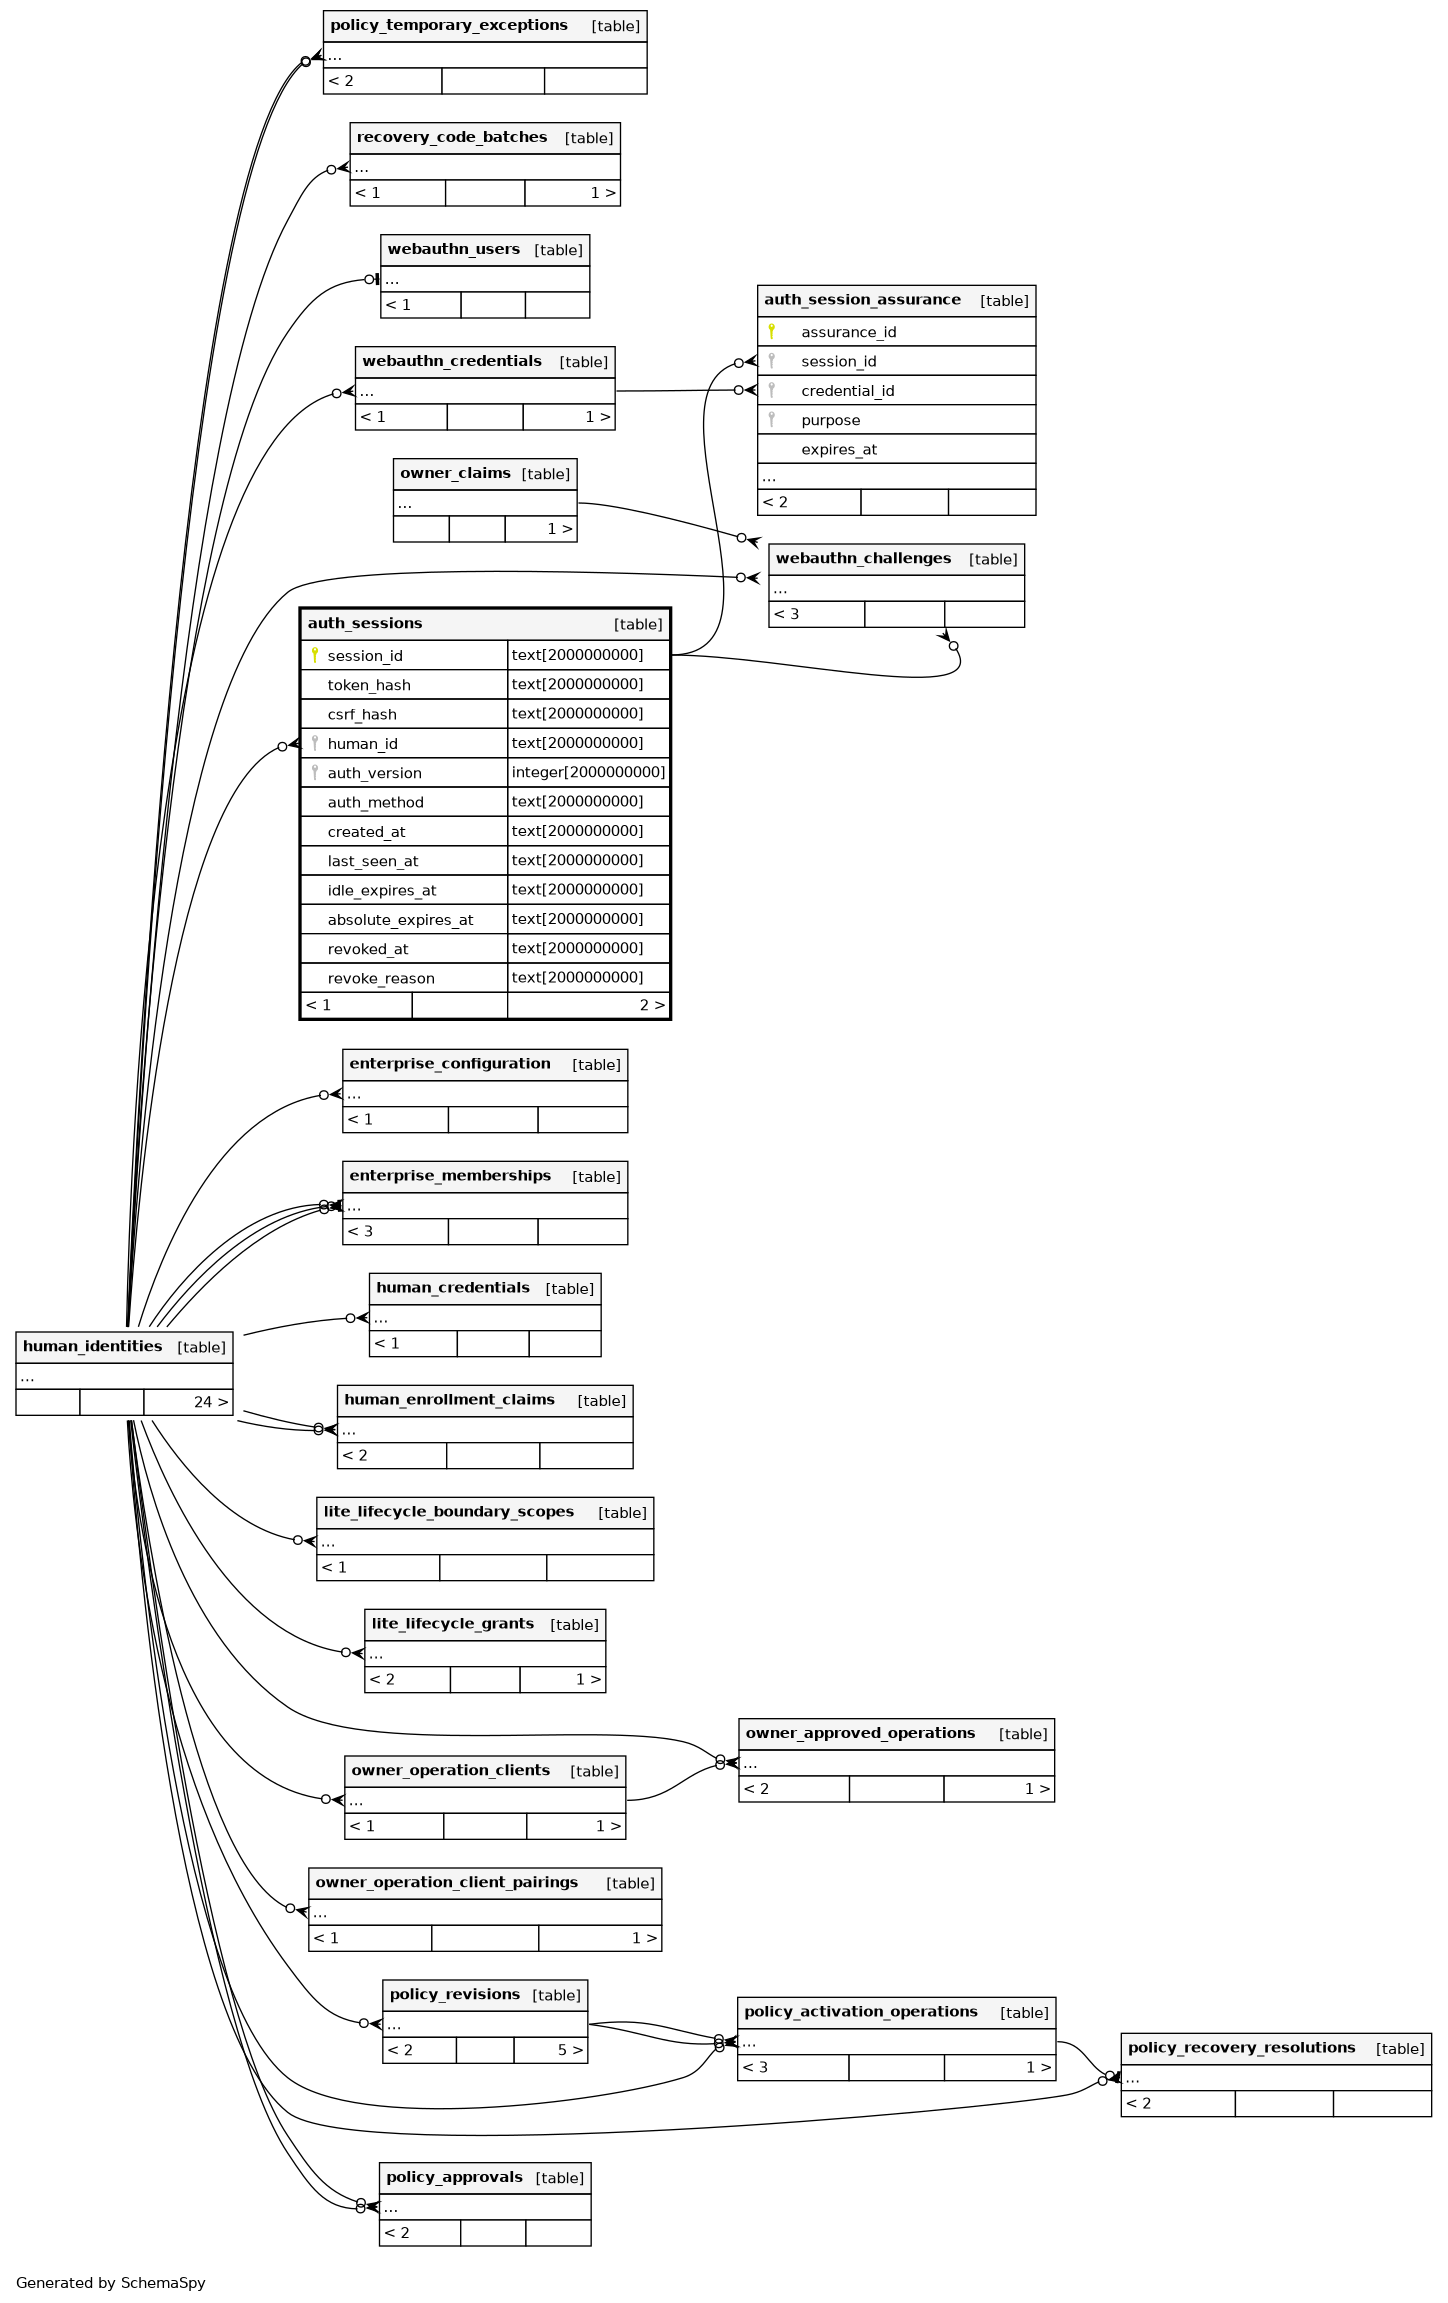 policy_temporary_exceptions [table]
...
< 2
recovery_code_batches [table]
...
< 1 1 >
webauthn_users [table]
...
< 1
webauthn_credentials [table]
...
< 1 1 >
owner_claims [table]
...
1 >
auth_session_assurance [table]
assurance_id
session_id
credential_id
purpose
expires_at
...
< 2
webauthn_challenges [table]
...
< 3
auth_sessions [table]
session_id text[2000000000]
token_hash text[2000000000]
csrf_hash text[2000000000]
human_id text[2000000000]
auth_version integer[2000000000]
auth_method text[2000000000]
created_at text[2000000000]
last_seen_at text[2000000000]
idle_expires_at text[2000000000]
absolute_expires_at text[2000000000]
revoked_at text[2000000000]
revoke_reason text[2000000000]
< 1 2 >
enterprise_configuration [table]
...
< 1
enterprise_memberships [table]
...
< 3
human_credentials [table]
...
< 1
human_identities [table]
...
24 >
human_enrollment_claims [table]
...
< 2
lite_lifecycle_boundary_scopes [table]
...
< 1
lite_lifecycle_grants [table]
...
< 2 1 >
owner_approved_operations [table]
...
< 2 1 >
owner_operation_clients [table]
...
< 1 1 >
owner_operation_client_pairings [table]
...
< 1 1 >
policy_revisions [table]
...
< 2 5 >
policy_activation_operations [table]
...
< 3 1 >
policy_recovery_resolutions [table]
...
< 2
policy_approvals [table]
...
< 2
Generated by SchemaSpy